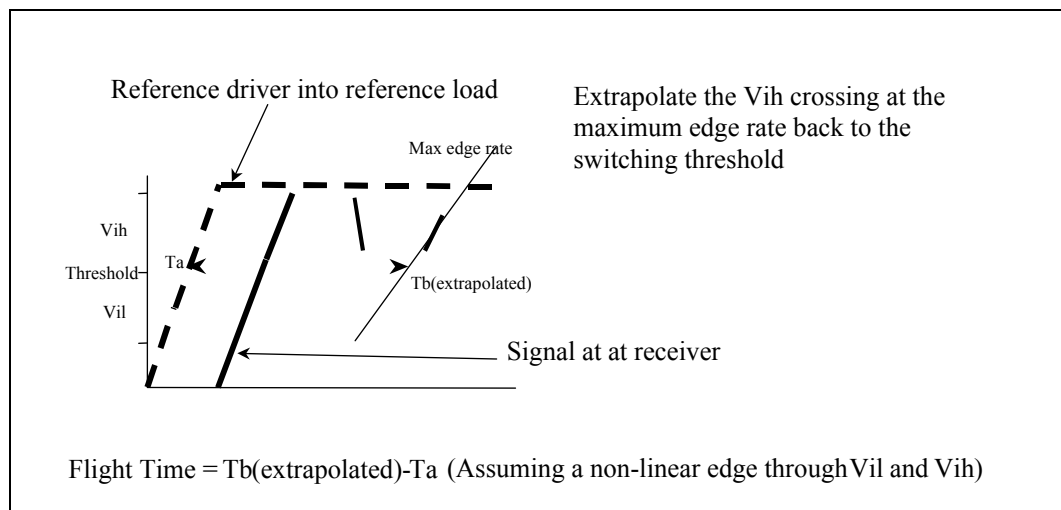 Reference driver into reference load
Extrapolate the Vih crossing at the
maximum edge rate back to the
switching threshold
Max edge rate
Vih
Ta
Threshold
Tb(extrapolated)
Vil
Signal at at receiver
Flight Time = Tb(extrapolated)-Ta (Assuming a non-linear edge through Vil and Vih)